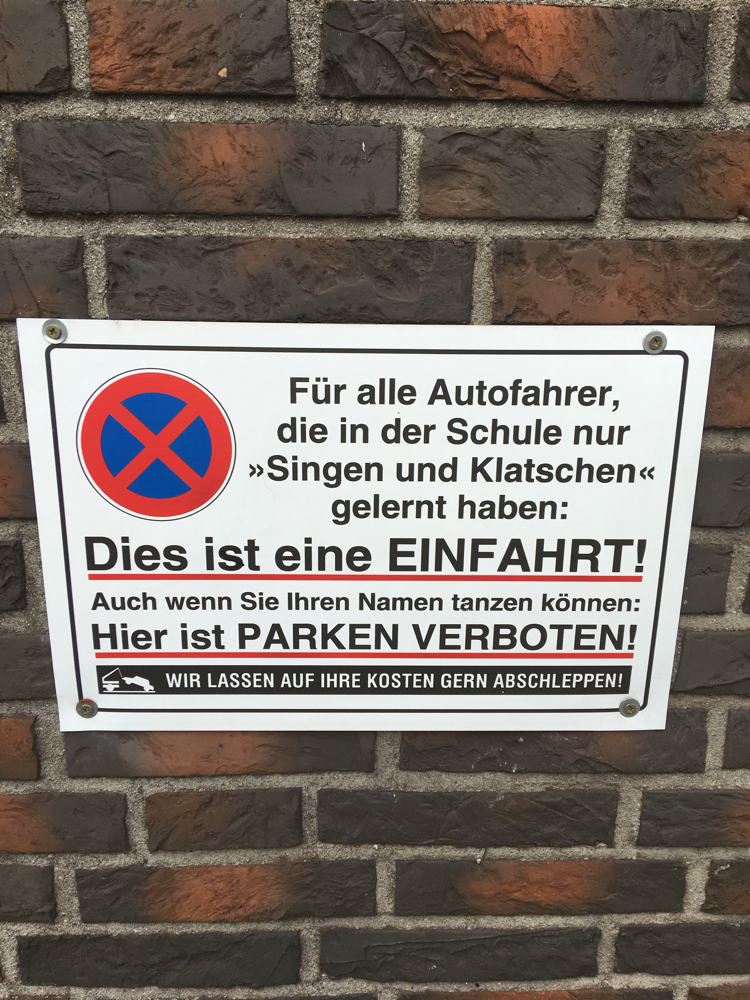 Für alle Autofahrer,
die in der Schule nur
»Singen und Klatschen«
gelernt haben:
Dies ist eine EINFAHRT!
Auch wenn Sie Ihren Namen tanzen können:
Hier ist PARKEN VERBOTEN!
WIR LASSEN AUF IHRE KOSTEN GERN ABSCHLEPPEN!